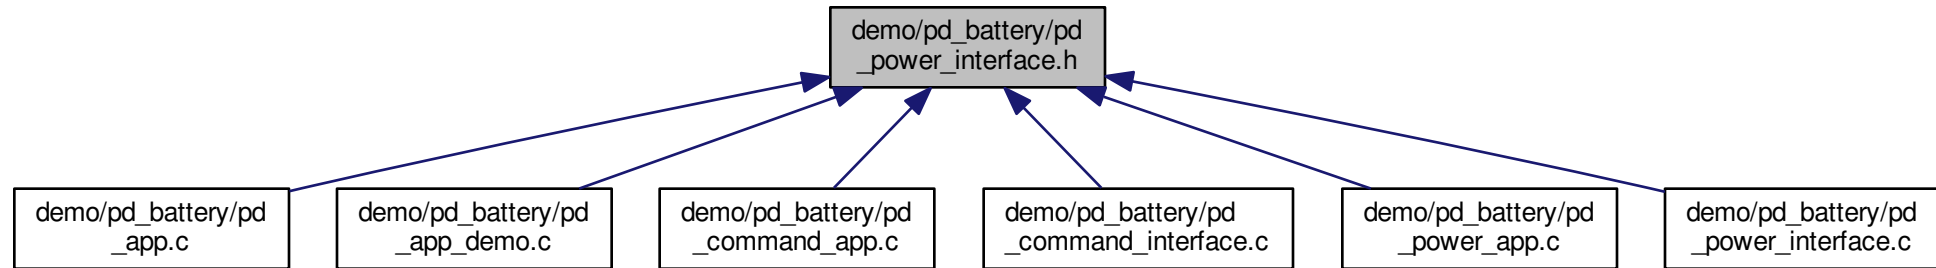 demo/pd_battery/pd
_power_interface.h
demo/pd_battery/pd
_app.c
demo/pd_battery/pd
_app_demo.c
demo/pd_battery/pd
_command_app.c
demo/pd_battery/pd
_command_interface.c
demo/pd_battery/pd
_power_app.c
demo/pd_battery/pd
_power_interface.c